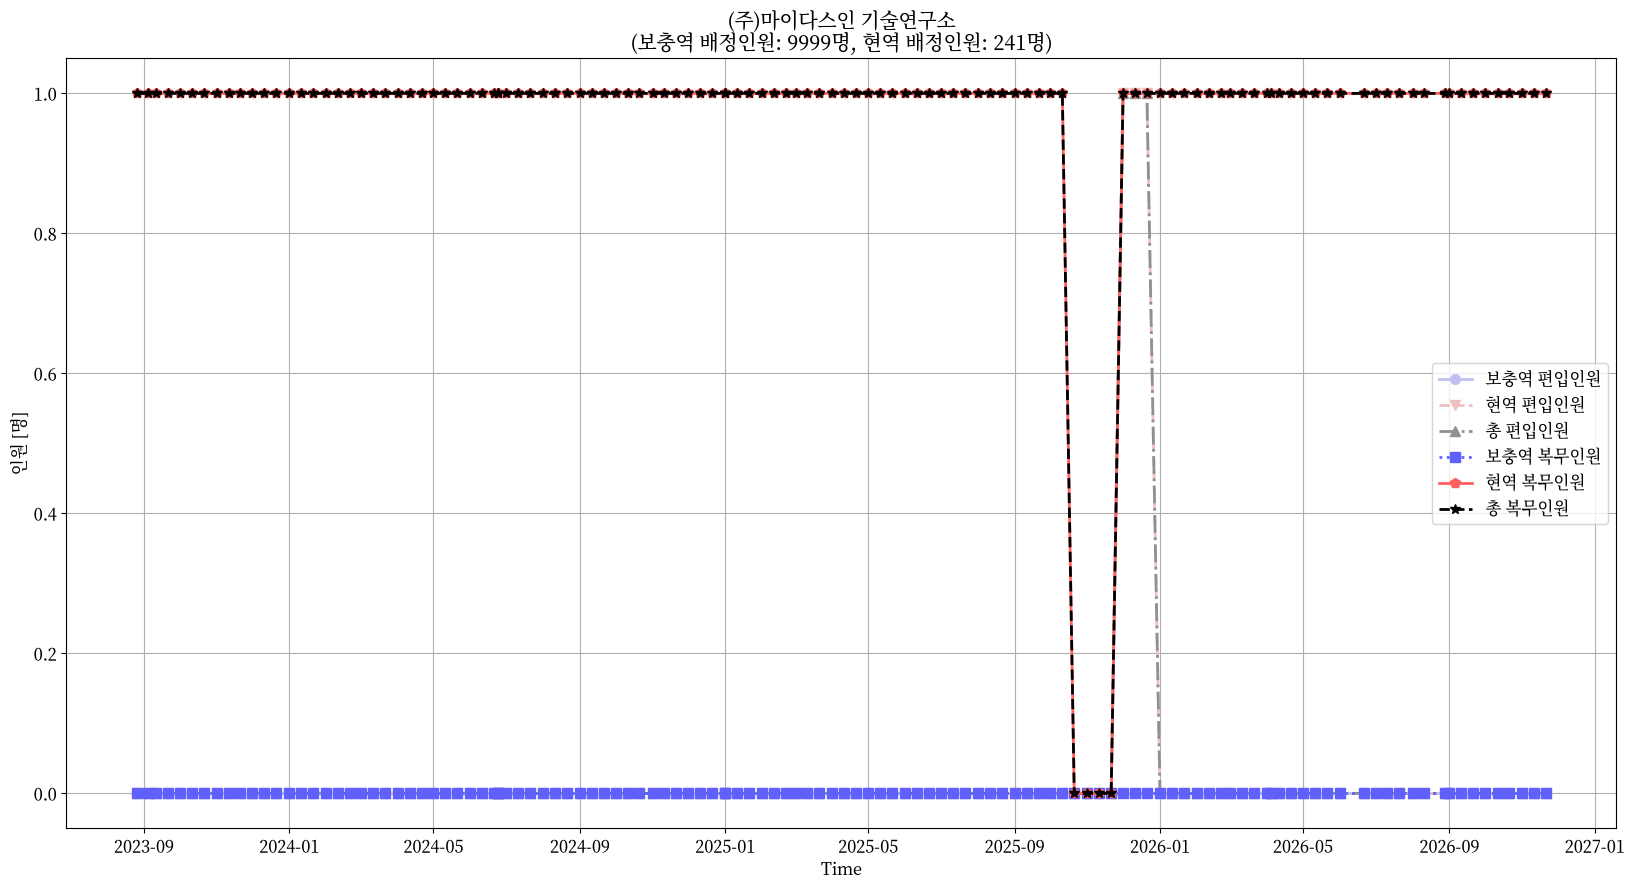 (주)마이다스인 기술연구소
(보충역 배정인원: 9999명, 현역 배정인원: 241명)
인원 [명]
1.0
0.8
0.6
0.4
0.2
0.0
보충역 편입인원
현역 편입인원
총 편입인원
보충역 복무인원
현역 복무인원
총 복무인원
2023-09 2024-01 2024-05 2024-09 2025-01 2025-05 2025-09 2026-01 2026-05 2026-09 2027-01
Time